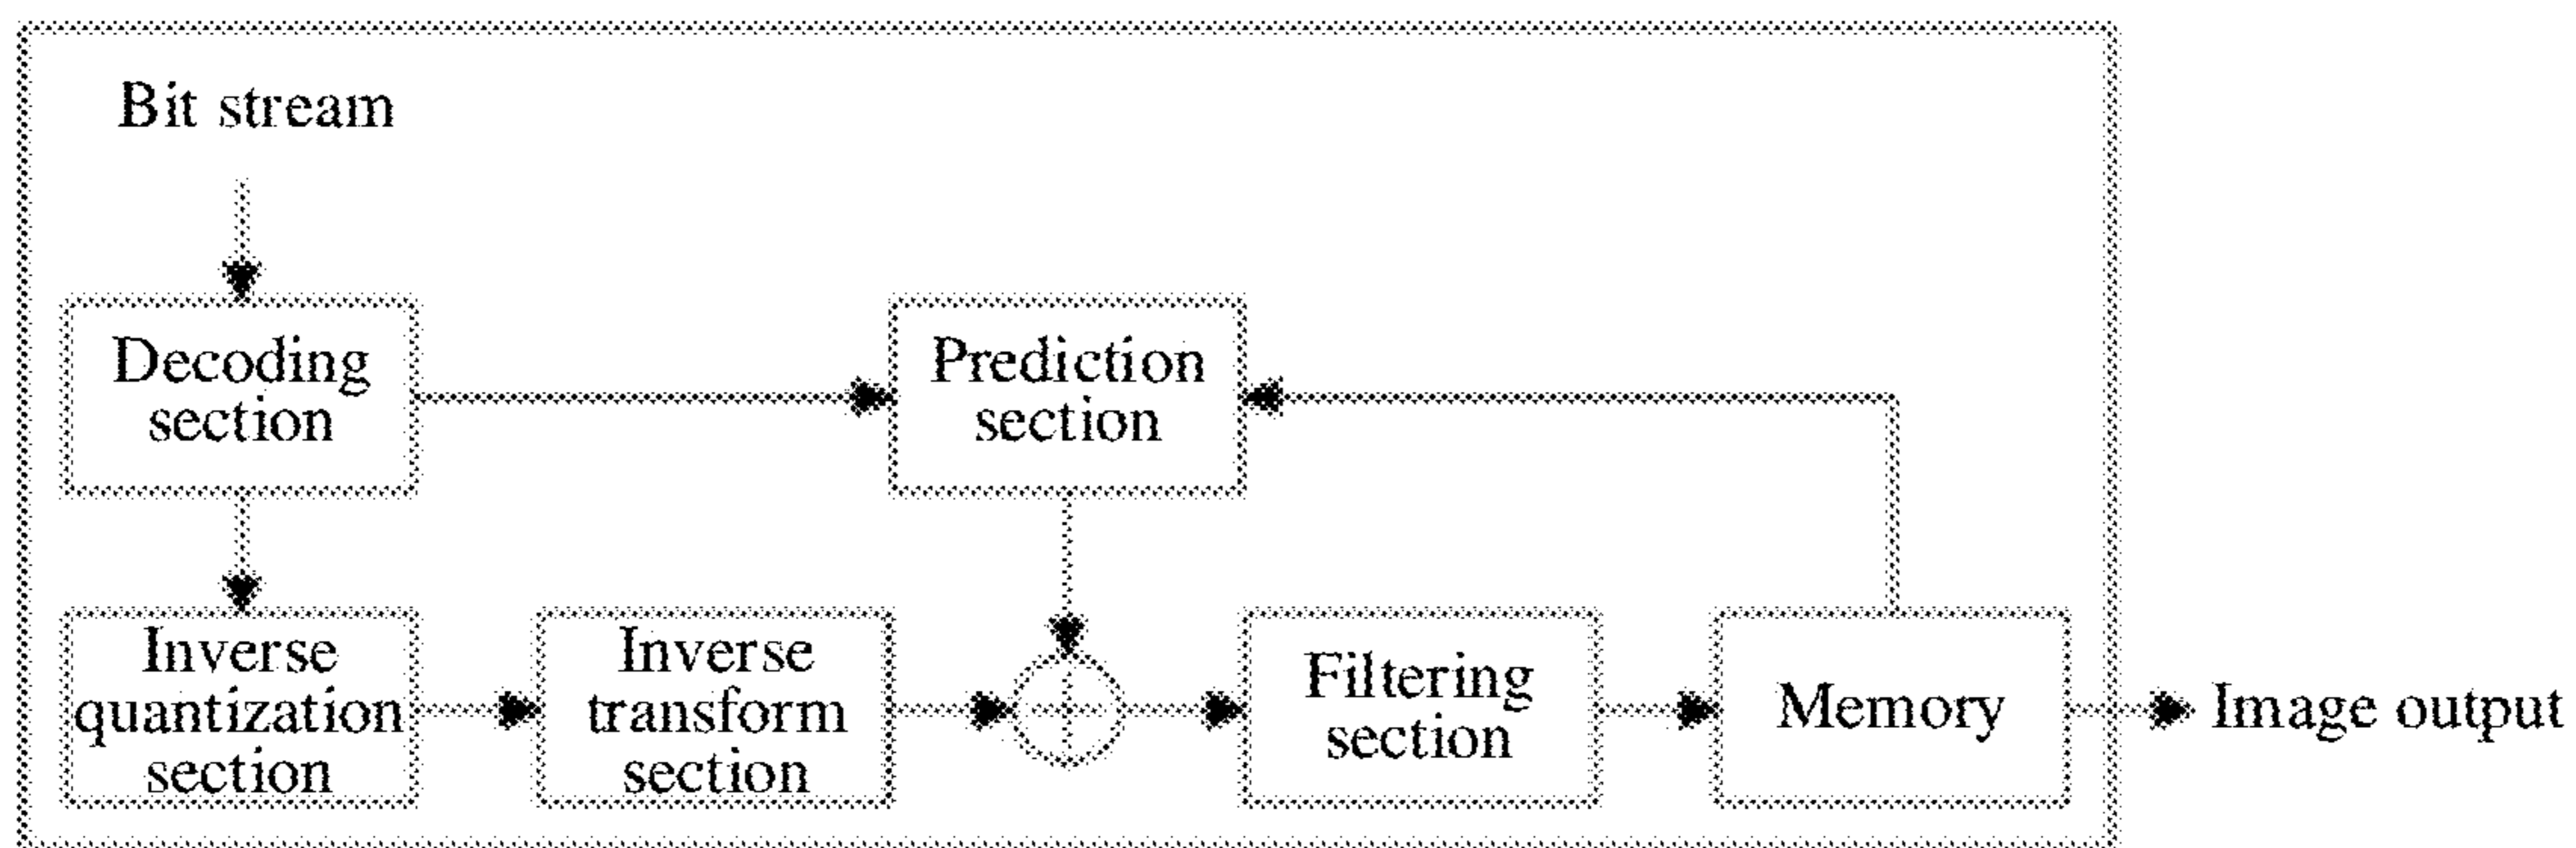 Bit stream
Decoding
section
Prediction
section
Inverse
quantization
section
Inverse
transform
section
Filtering
section
Memory
Image output